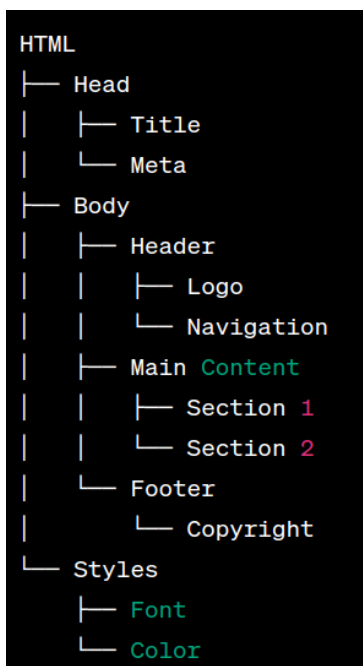 HTML
├── Head
│   ├── Title
│   └── Meta
├── Body
│   ├── Header
│   │   ├── Logo
│   │   └── Navigation
│   ├── Main Content
│   │   ├── Section 1
│   │   └── Section 2
│   └── Footer
│       └── Copyright
└── Styles
    ├── Font
    └── Color